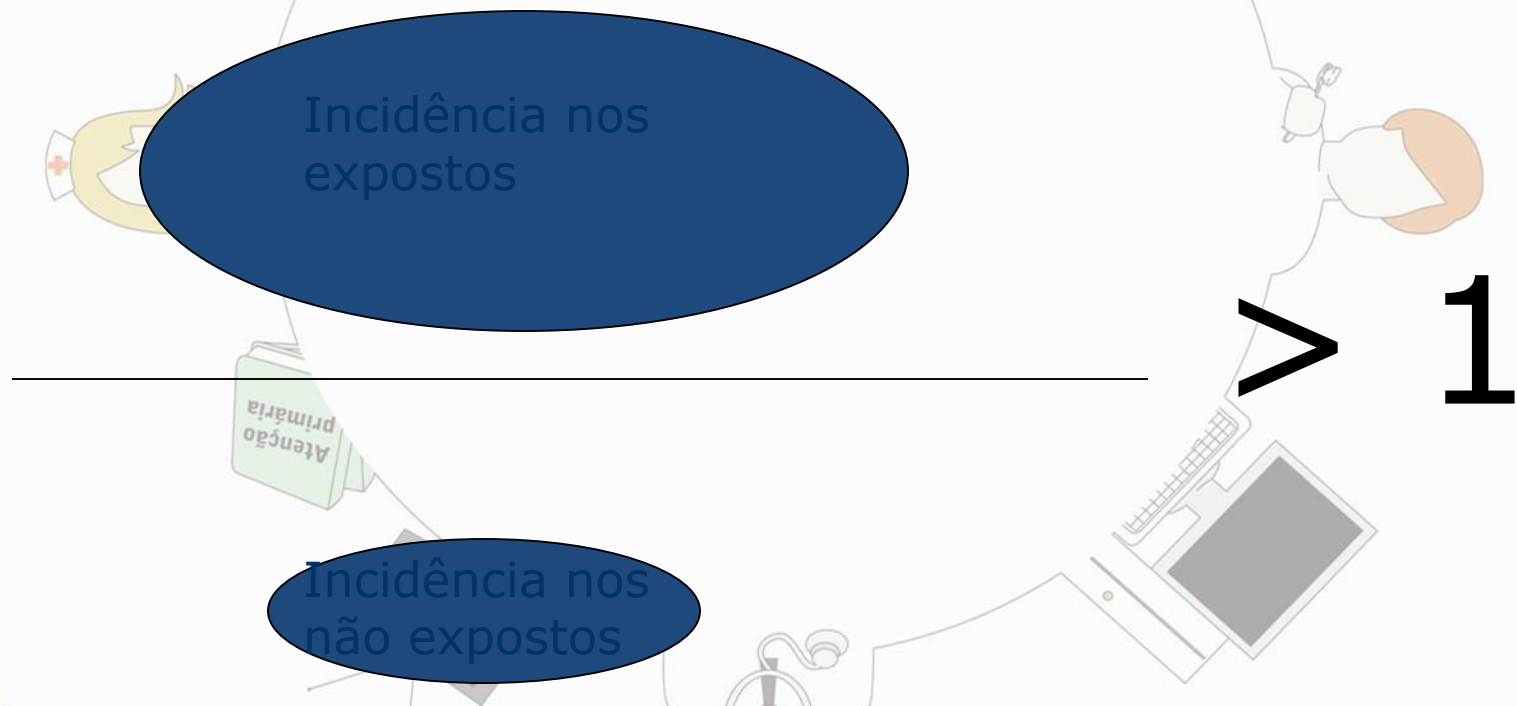 Incidência nos
expostos
> 1
Atenção
primária
Incidência nos
não expostos